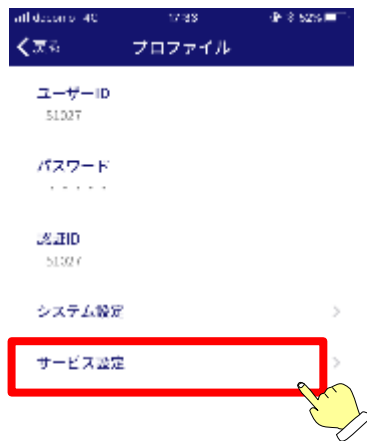 docomo 4G 17:33 52%
戻る プロファイル
ユーザーID
51027
パスワード
・・・・・
認証ID
51027
システム設定
サービス設定